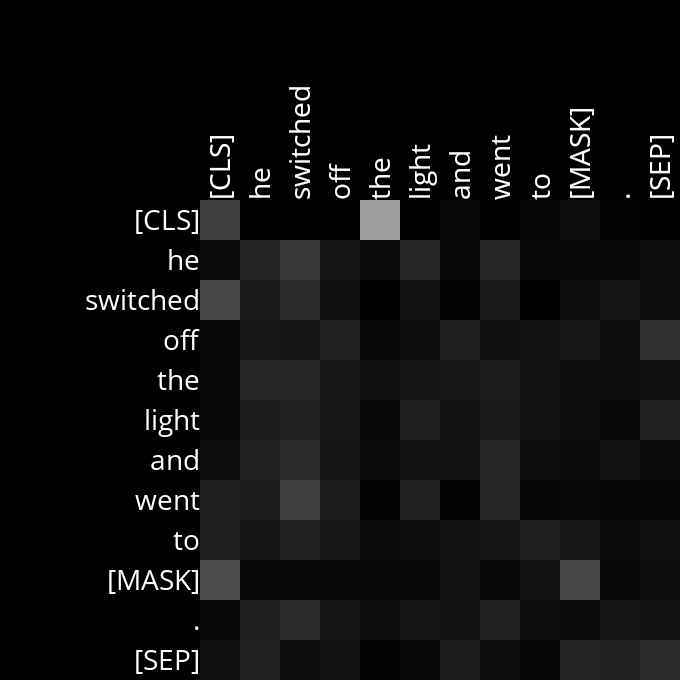 [CLS] he switched off the light and went to [MASK] . [SEP]
[CLS]
he
switched
off
the
light
and
went
to
[MASK]
.
[SEP]